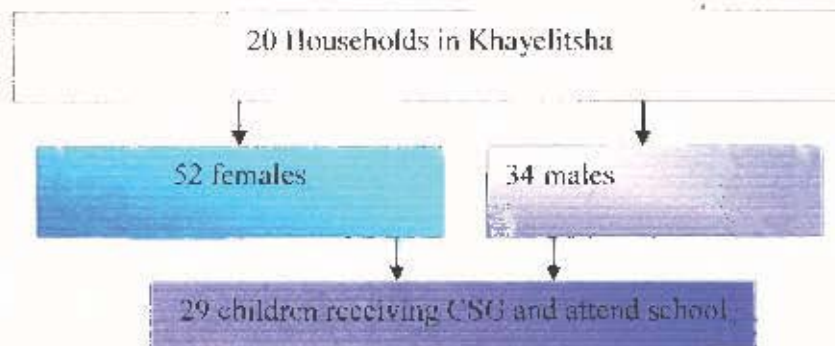 20 Households in Khayelitsha
52 females
34 males
29 children receiving CSG and attend school